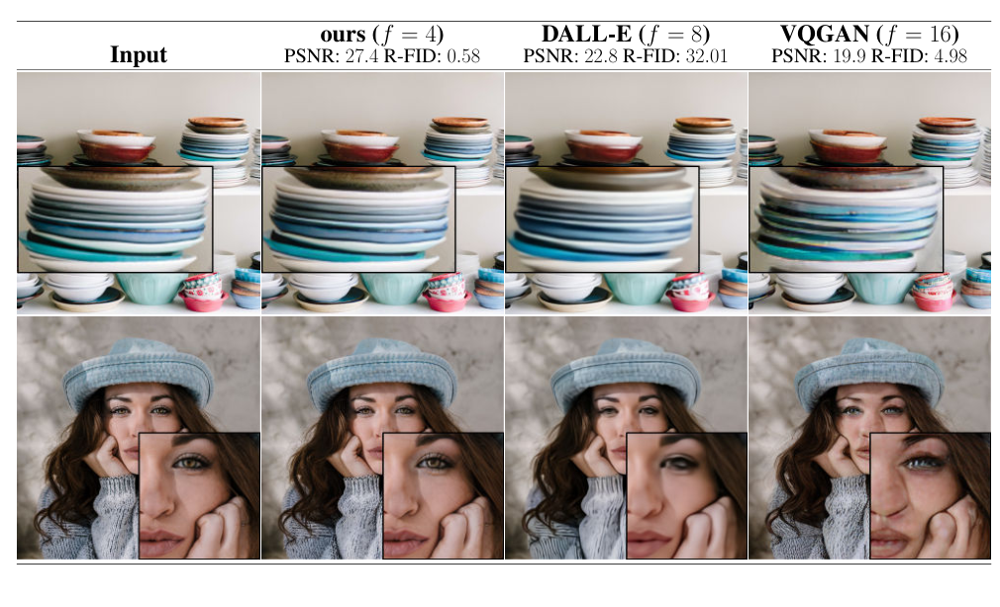 Input
ours (f = 4)
PSNR: 27.4 R-FID: 0.58
DALL-E (f = 8)
PSNR: 22.8 R-FID: 32.01
VQGAN (f = 16)
PSNR: 19.9 R-FID: 4.98